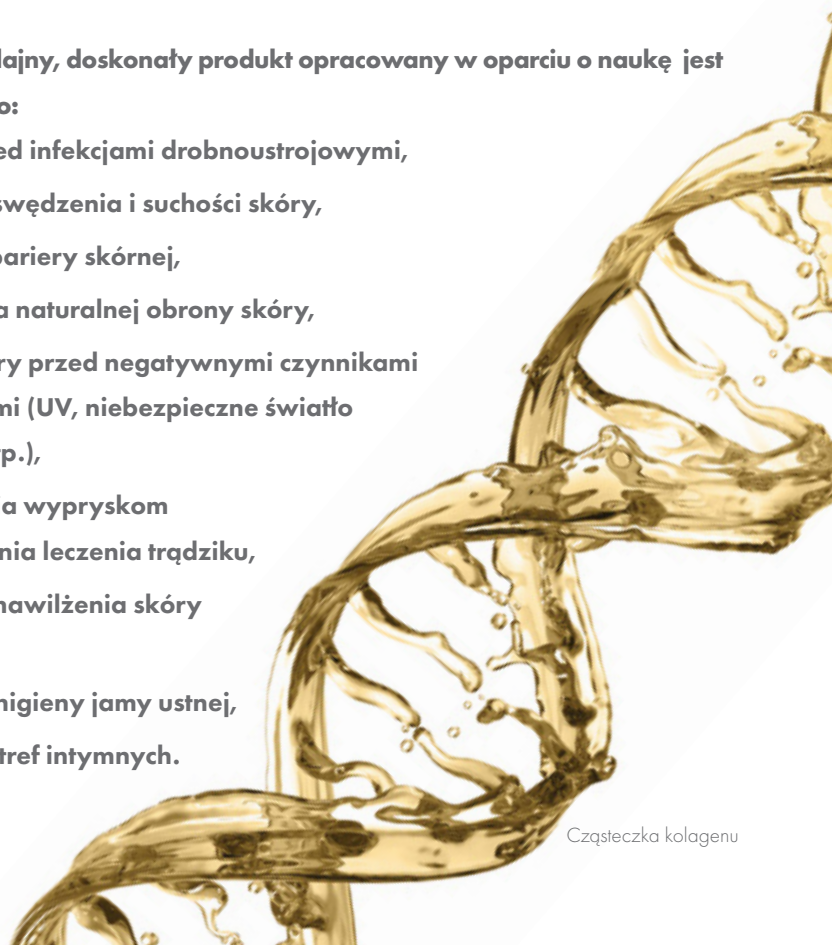 lajny, doskonały produkt opracowany w oparciu o naukę jest
o:
ed infekcjami drobnoustrojowymi,
swędzenia i suchości skóry,
bariery skórnej,
a naturalnej obrony skóry,
ry przed negatywnymi czynnikami
mi (UV, niebezpieczne światło
p.),
a wypryskom
nia leczenia trądziku,
nawilżenia skóry
higieny jamy ustnej,
tref intymnych.
Cząsteczka kolagenu